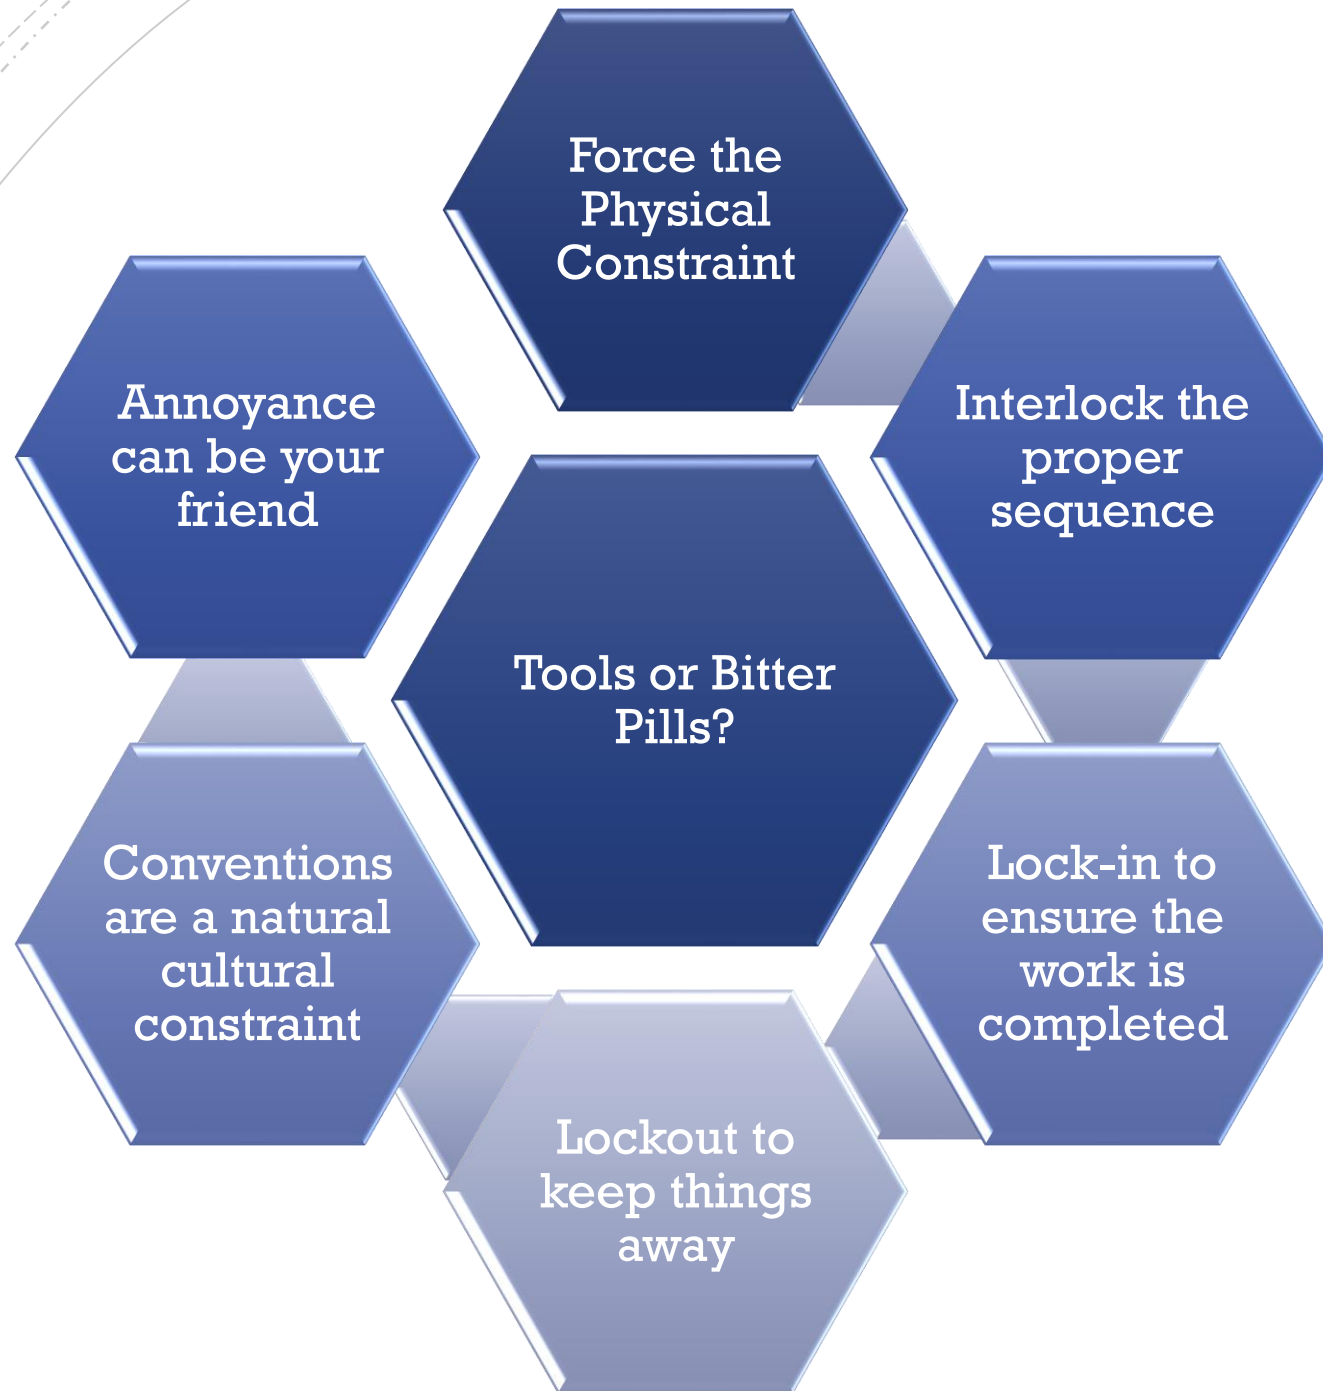 Force the
Physical
Constraint
Interlock the
proper
sequence
Lock-in to
ensure the
work is
completed
Lockout to
keep things
away
Conventions
are a natural
cultural
constraint
Annoyance
can be your
friend
Tools or Bitter
Pills?